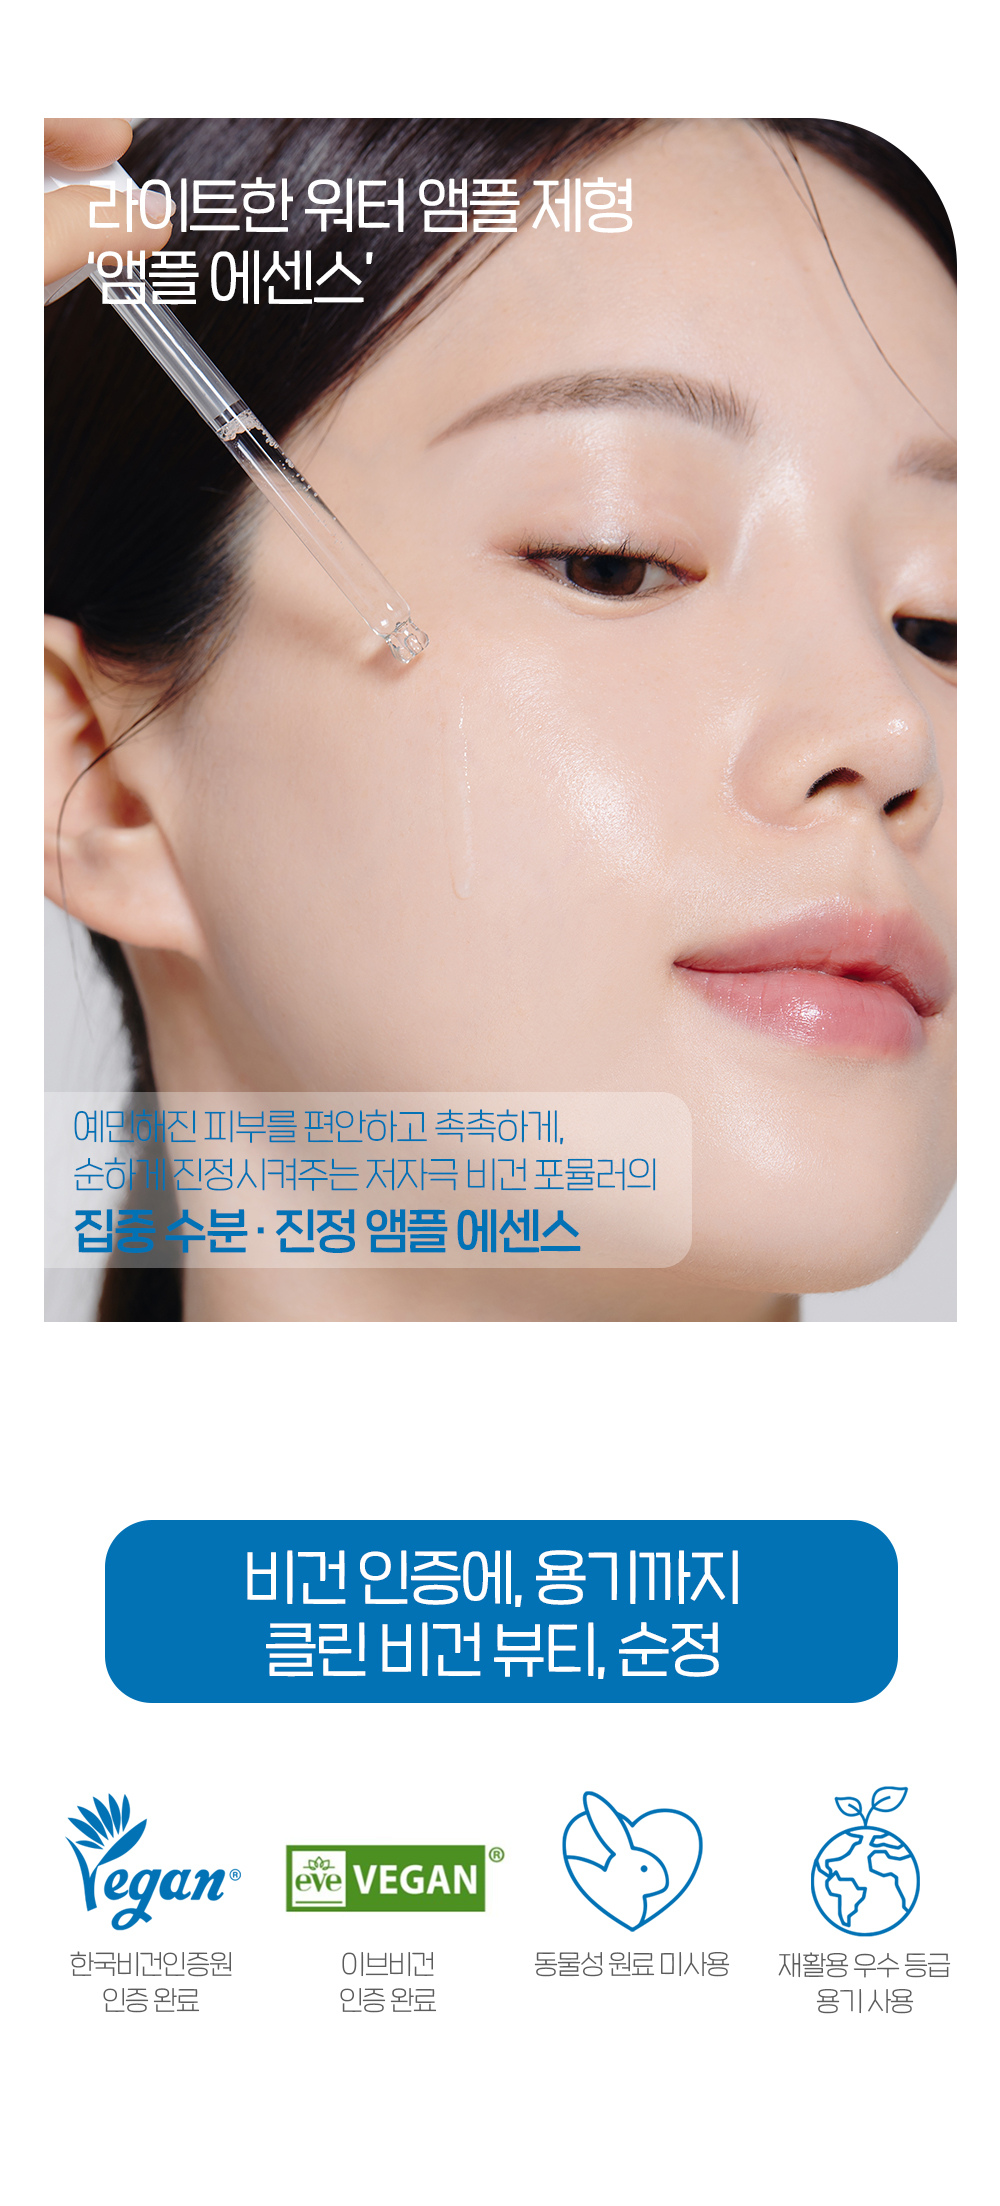 라이트한 워터 앰플 제형
‘앰플 에센스’
예민해진 피부를 편안하고 촉촉하게,
순하게 진정시켜주는 저자극 비건 포뮬러의
집중 수분 · 진정 앰플 에센스
비건 인증에, 용기까지
클린 비건 뷰티, 순정
Vegan®
eve VEGAN®
한국비건인증원
인증 완료
이브비건
인증 완료
동물성 원료 미사용
재활용 우수 등급
용기 사용